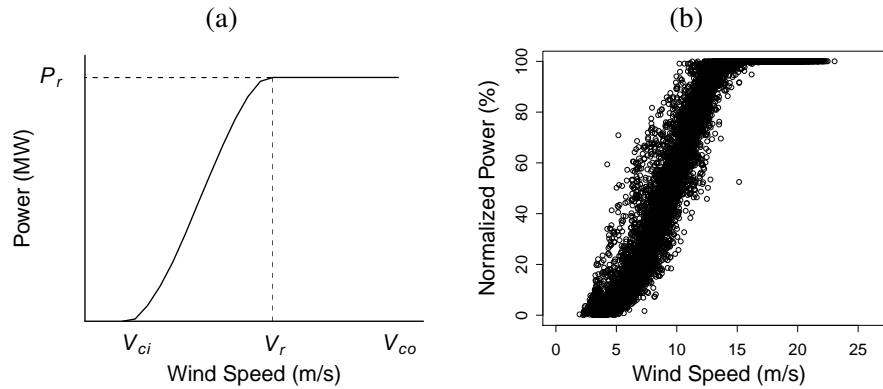 (a)
P_r
Power (MW)
V_ci V_r V_co
Wind Speed (m/s)
(b)
100
80
60
40
20
0
Normalized Power (%)
0 5 10 15 20 25
Wind Speed (m/s)